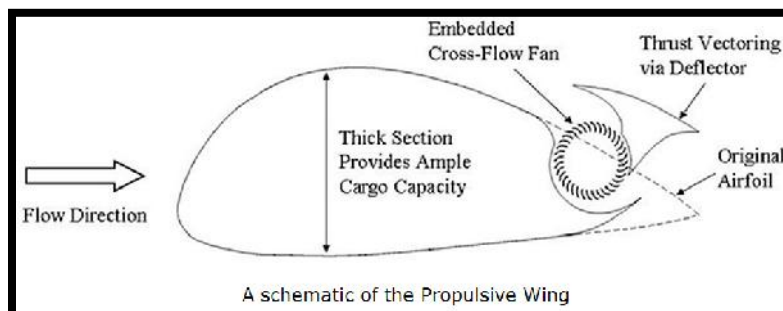 Embedded
Cross-Flow Fan
Thrust Vectoring
via Deflector
Thick Section
Provides Ample
Cargo Capacity
Original
Airfoil
Flow Direction
A schematic of the Propulsive Wing